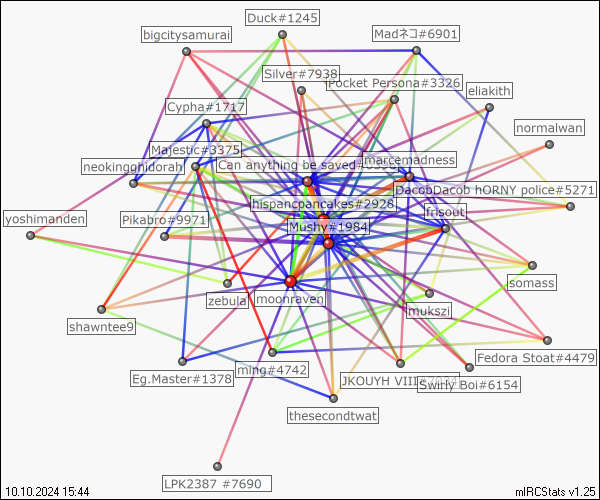 Duck#1245
bigcitysamurai
Madネコ#6901
Silver#7938
Pocket Persona#3326
eliakith
Cypha#1717
normalwan
Majestic#3375
neokingghidorah
Can anything be saved
marcemadness
DacobDacob hORNY police#5271
hispancpancakes#2928
yoshimanden
Pikabro#9971
frisout
Mushy#1984
somass
zebula
moonraven
mukszi
shawntee9
Fedora Stoat#4479
ming#4742
Eg.Master#1378
JKOUYH VIII
Swirly Boi#6154
thesecondtwat
LPK2387 #7690
10.10.2024 15:44
mIRCStats v1.25